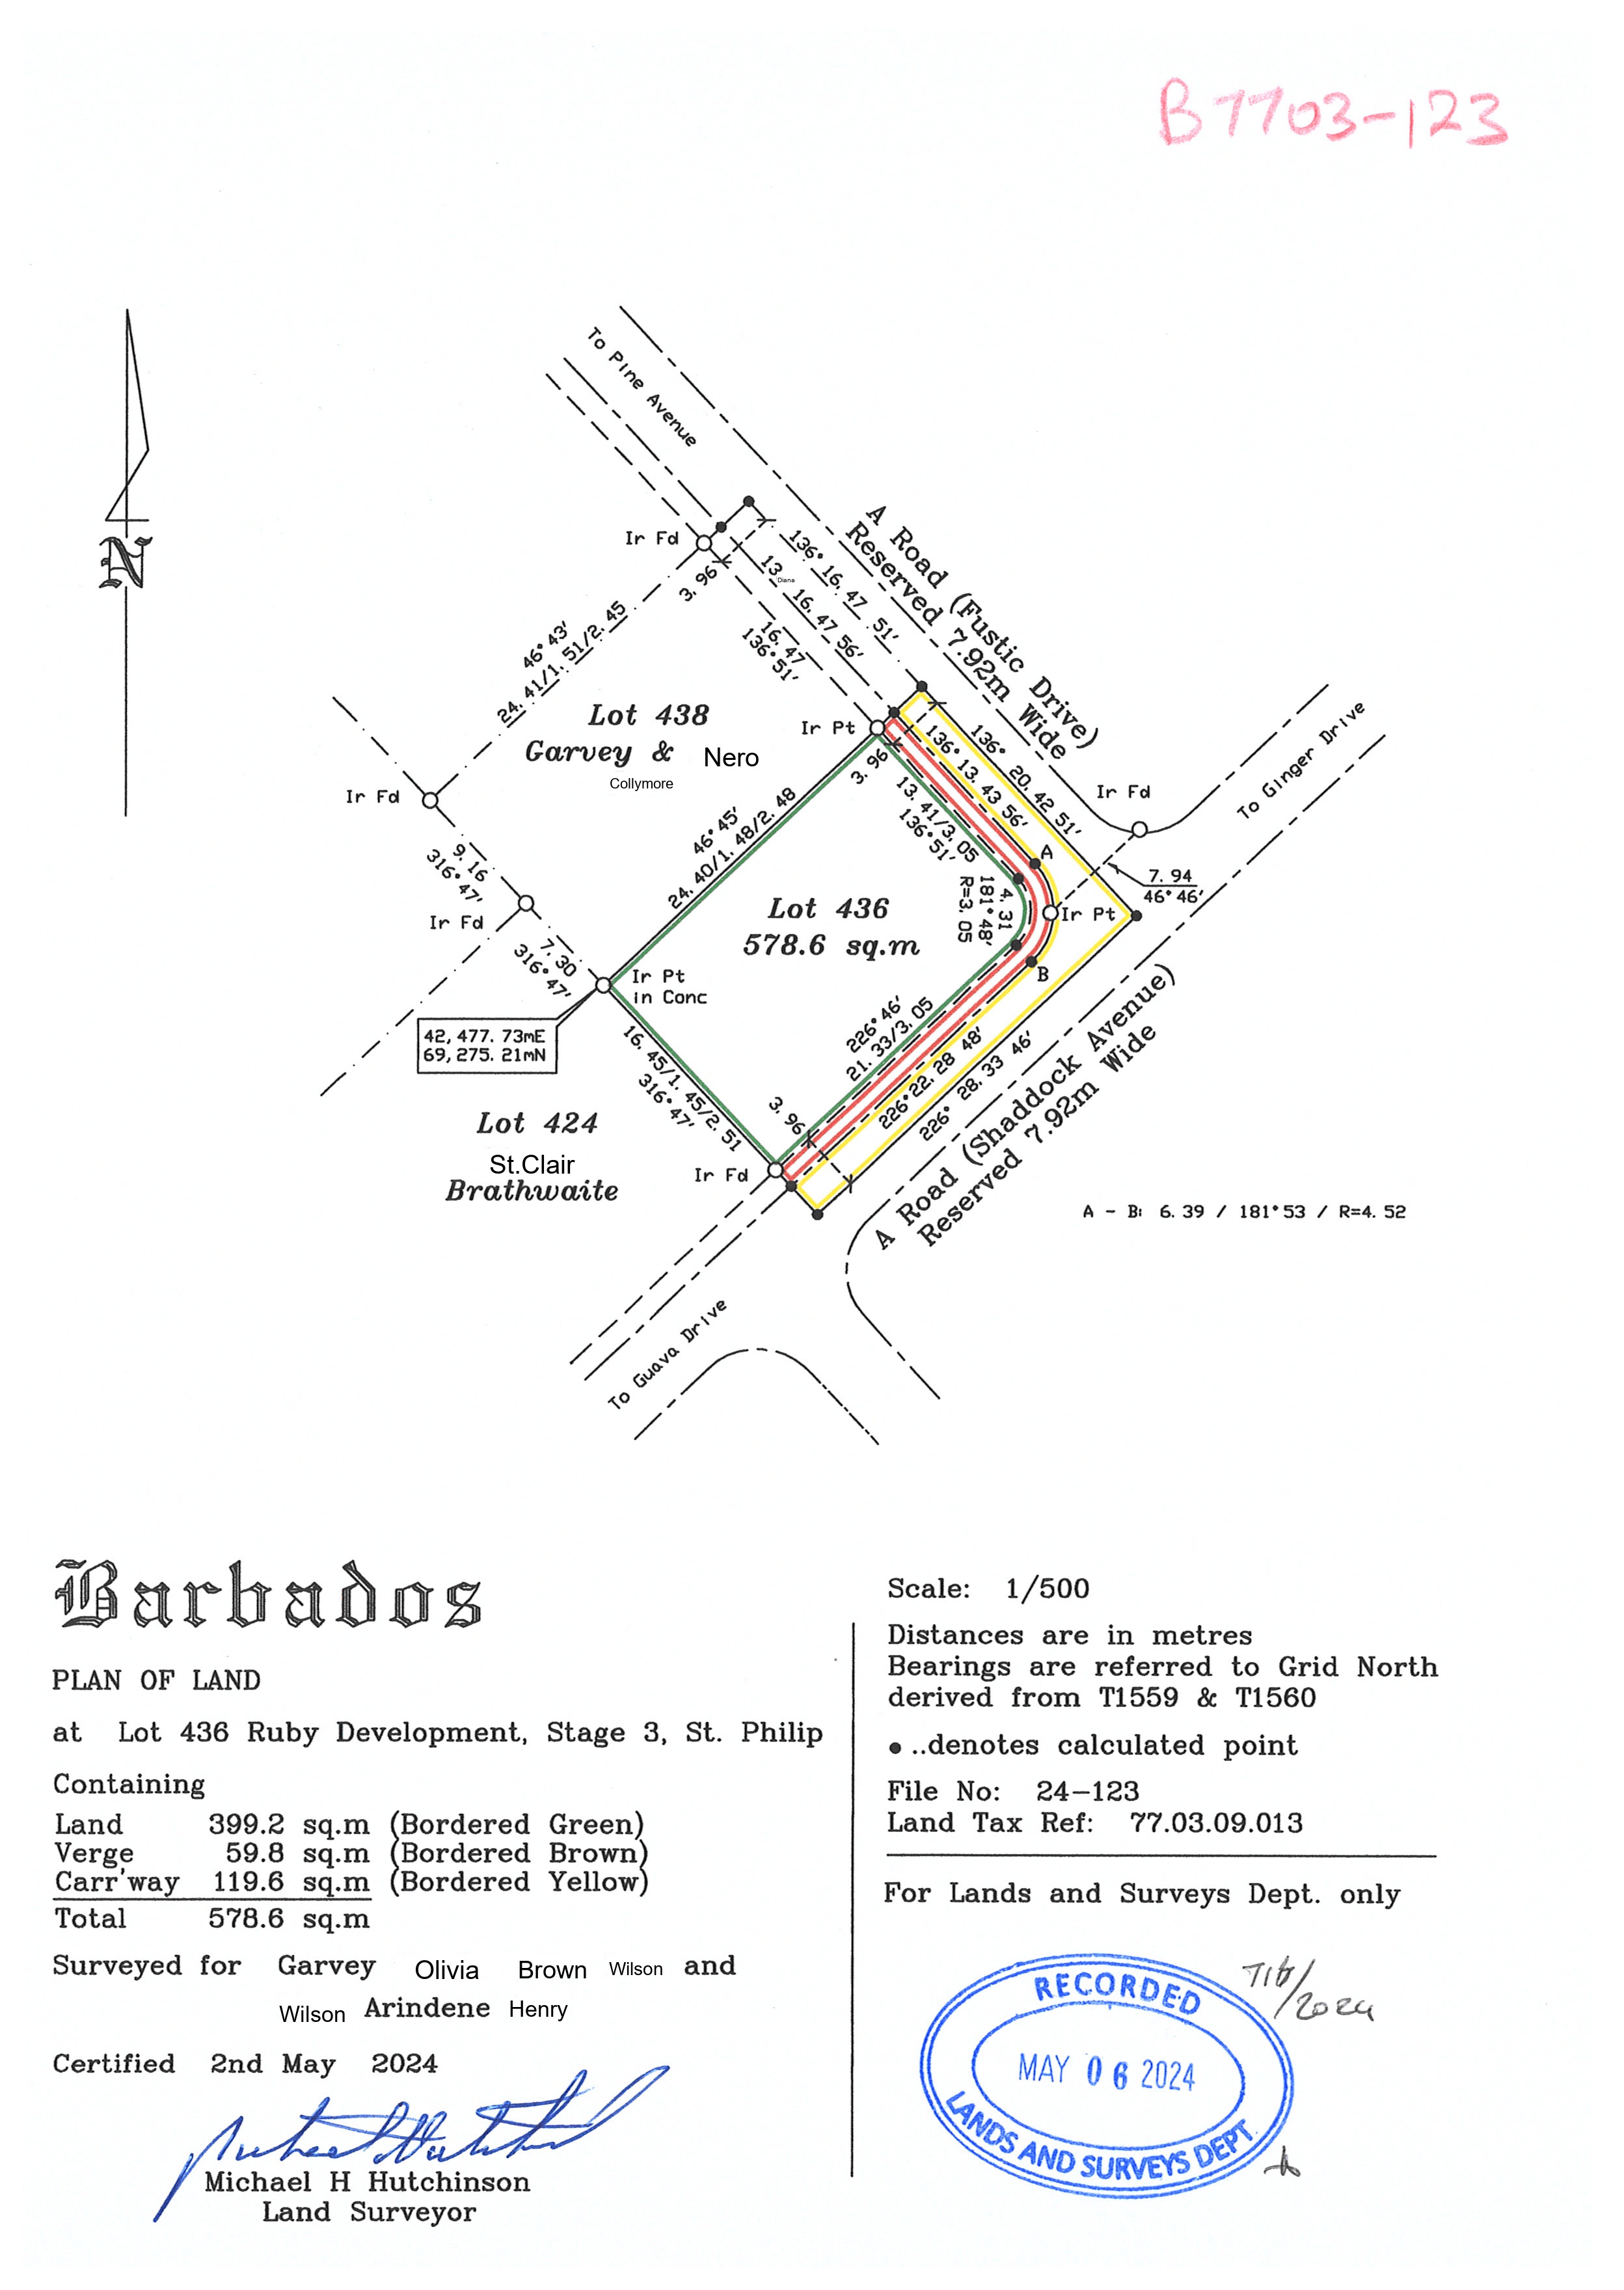 B7703-123
To Pine Avenue
A Road (Fustic Drive)
Reserved 7.92m Wide
Ir Fd
3.96
136° 16.47 51'
13 16.47 56'
Diana
16.47
136°51'
46°43'
24.41/1.51/2.45
Lot 438
Garvey & Nero
Collymore
Ir Pt
3.96
136° 20.42 51'
136° 13.43 56'
13.41/3.05
136°51'
Ir Fd
To Ginger Drive
Ir Fd
9.16
316°47'
Ir Fd
46°45'
24.40/1.48/2.48
A
4.31
181°48'
R=3.05
7.94
46°46'
Ir Pt
Lot 436
578.6 sq.m
B
7.30
316°47'
Ir Pt
in Conc
42,477.73mE
69,275.21mN
226°46'
21.33/3.05
226° 22.28 48'
226° 28.33 46'
16.45/1.45/2.51
316°47'
3.96
Lot 424
St.Clair
Brathwaite
Ir Fd
A Road (Shaddock Avenue)
Reserved 7.92m Wide
A - B: 6.39 / 181°53 / R=4.52
To Guava Drive
N
Barbados
PLAN OF LAND
at Lot 436 Ruby Development, Stage 3, St. Philip
Containing
Land 399.2 sq.m (Bordered Green)
Verge 59.8 sq.m (Bordered Brown)
Carr'way 119.6 sq.m (Bordered Yellow)
Total 578.6 sq.m
Surveyed for Garvey Olivia Brown Wilson and
Wilson Arindene Henry
Certified 2nd May 2024
Michael H Hutchinson
Land Surveyor
Scale: 1/500
Distances are in metres
Bearings are referred to Grid North
derived from T1559 & T1560
● ..denotes calculated point
File No: 24-123
Land Tax Ref: 77.03.09.013
For Lands and Surveys Dept. only
RECORDED
MAY 06 2024
LANDS AND SURVEYS DEPT
/2024